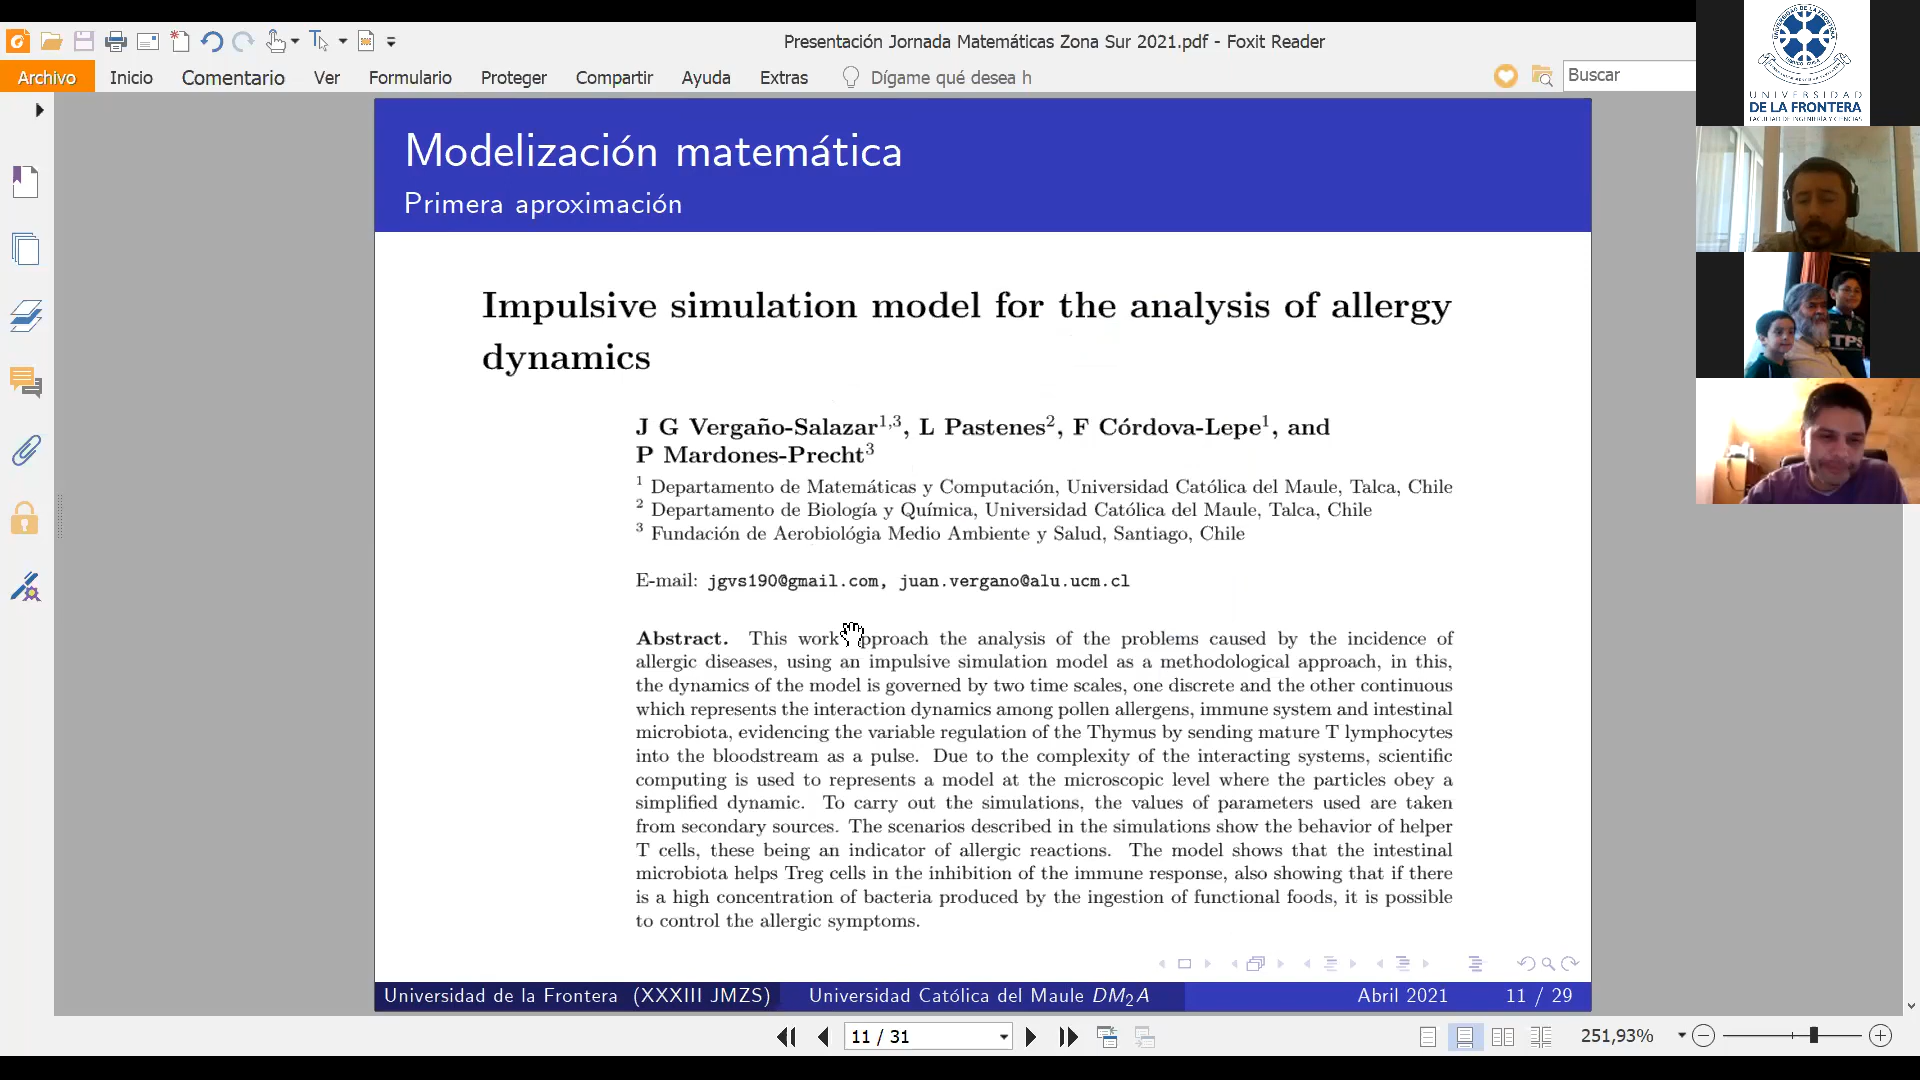 Presentación Jornada Matemáticas Zona Sur 2021.pdf - Foxit Reader
Archivo Inicio Comentario Ver Formulario Proteger Compartir Ayuda Extras Dígame qué desea h Buscar
UNIVERSIDAD
DE LA FRONTERA
FACULTAD DE INGENIERÍA Y CIENCIAS
TPS
Modelización matemática
Primera aproximación
Impulsive simulation model for the analysis of allergy
dynamics
J G Vergaño-Salazar1,3, L Pastenes2, F Córdova-Lepe1, and
P Mardones-Precht3
1 Departamento de Matemáticas y Computación, Universidad Católica del Maule, Talca, Chile
2 Departamento de Biología y Química, Universidad Católica del Maule, Talca, Chile
3 Fundación de Aerobiológia Medio Ambiente y Salud, Santiago, Chile
E-mail: jgvs190@gmail.com, juan.vergano@alu.ucm.cl
Abstract. This work approach the analysis of the problems caused by the incidence of
allergic diseases, using an impulsive simulation model as a methodological approach, in this,
the dynamics of the model is governed by two time scales, one discrete and the other continuous
which represents the interaction dynamics among pollen allergens, immune system and intestinal
microbiota, evidencing the variable regulation of the Thymus by sending mature T lymphocytes
into the bloodstream as a pulse. Due to the complexity of the interacting systems, scientific
computing is used to represents a model at the microscopic level where the particles obey a
simplified dynamic. To carry out the simulations, the values of parameters used are taken
from secondary sources. The scenarios described in the simulations show the behavior of helper
T cells, these being an indicator of allergic reactions. The model shows that the intestinal
microbiota helps Treg cells in the inhibition of the immune response, also showing that if there
is a high concentration of bacteria produced by the ingestion of functional foods, it is possible
to control the allergic symptoms.
Universidad de la Frontera (XXXIII JMZS) Universidad Católica del Maule DM2A Abril 2021 11 / 29
11 / 31 251,93%